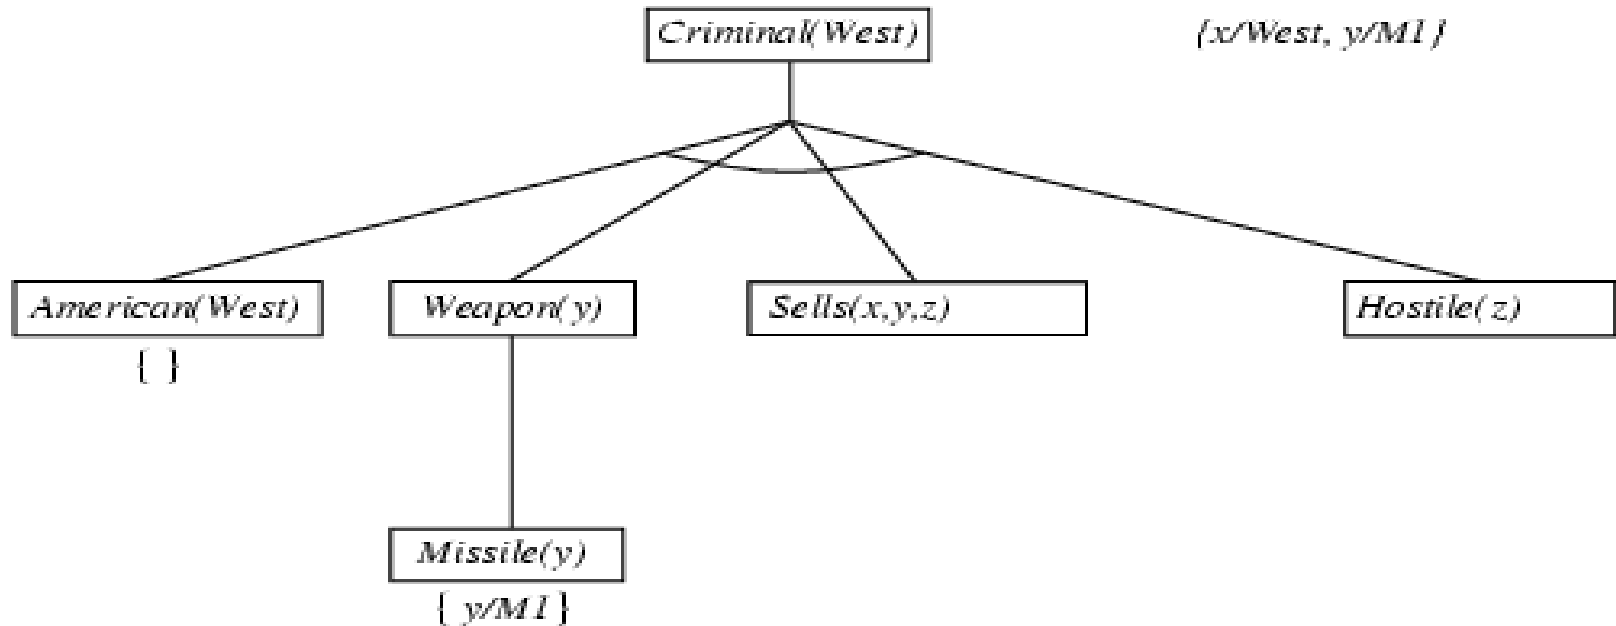 Criminal(West)
{x/West, y/M1}
American(West)
Weapon(y)
Sells(x,y,z)
Hostile(z)
{ }
Missile(y)
{ y/M1 }